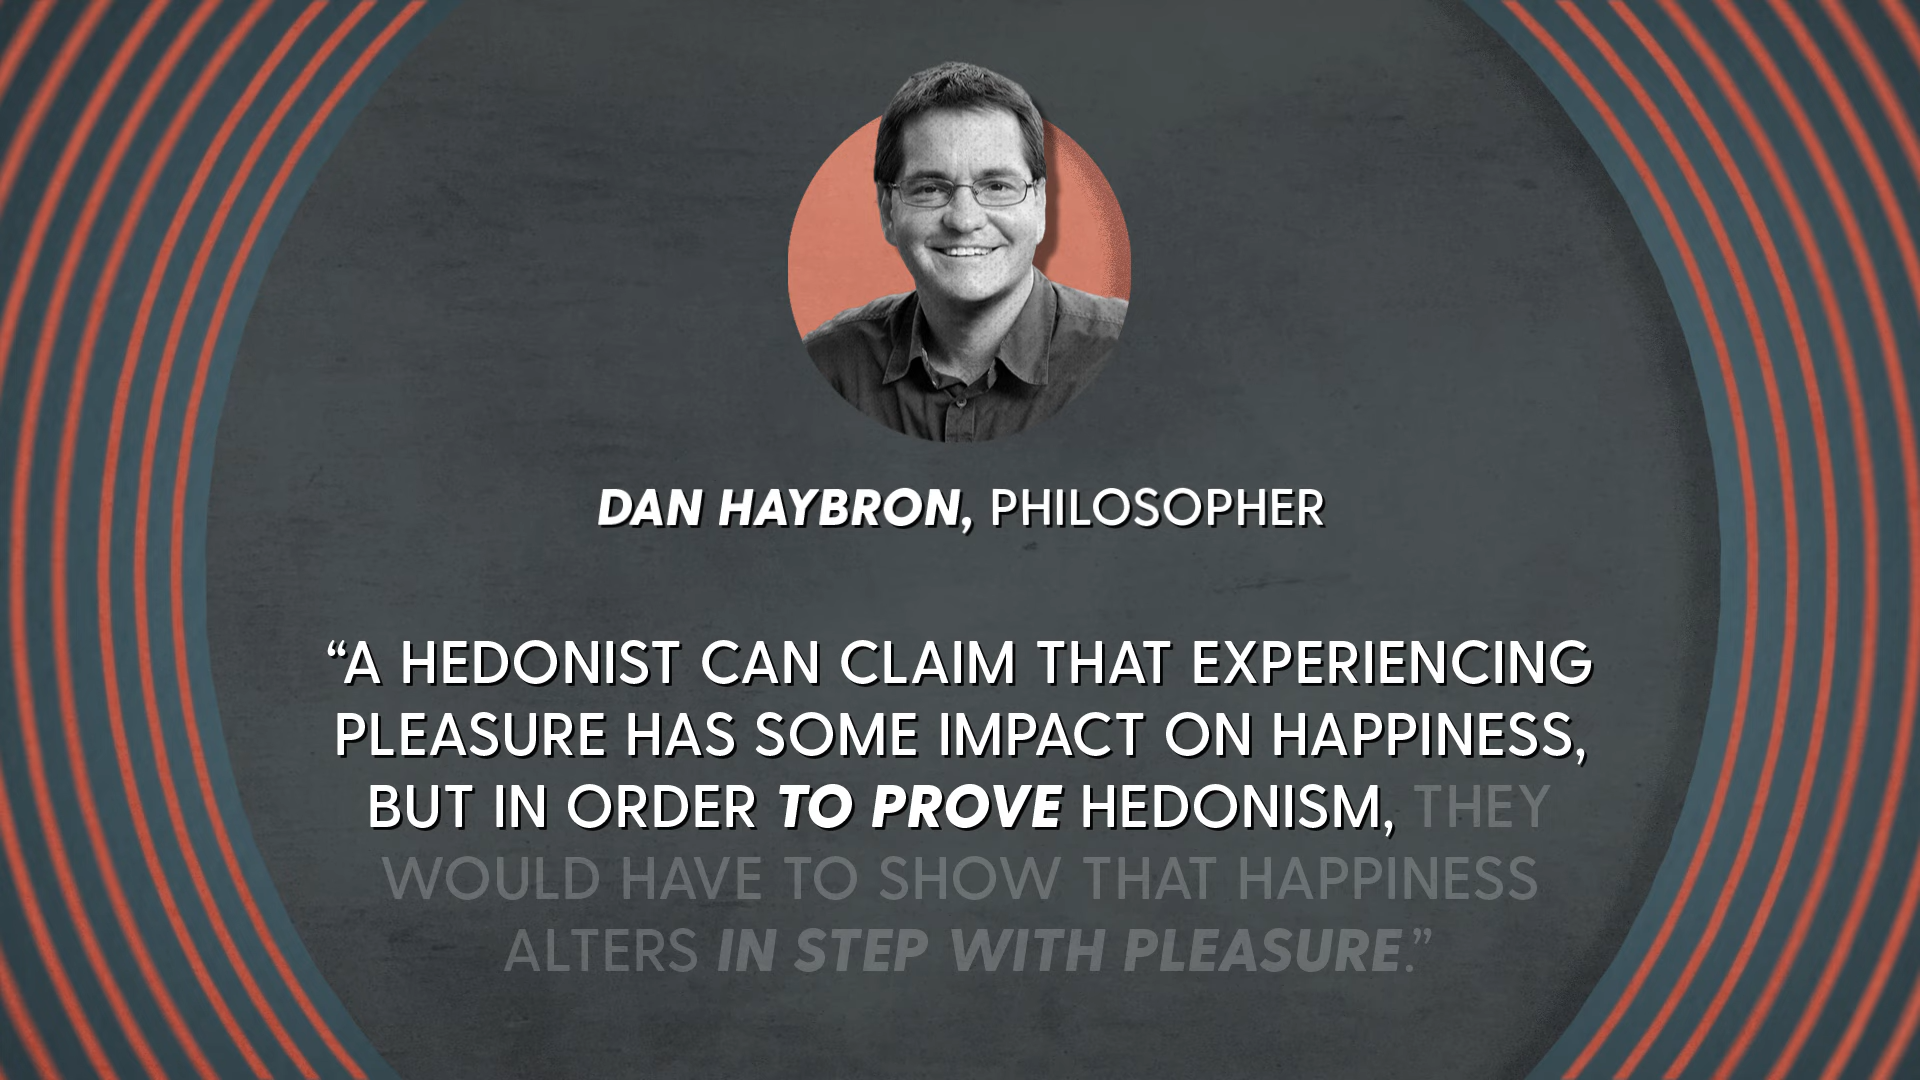 DAN HAYBRON, PHILOSOPHER
“A HEDONIST CAN CLAIM THAT EXPERIENCING
PLEASURE HAS SOME IMPACT ON HAPPINESS,
BUT IN ORDER TO PROVE HEDONISM, THEY
WOULD HAVE TO SHOW THAT HAPPINESS
ALTERS IN STEP WITH PLEASURE.”